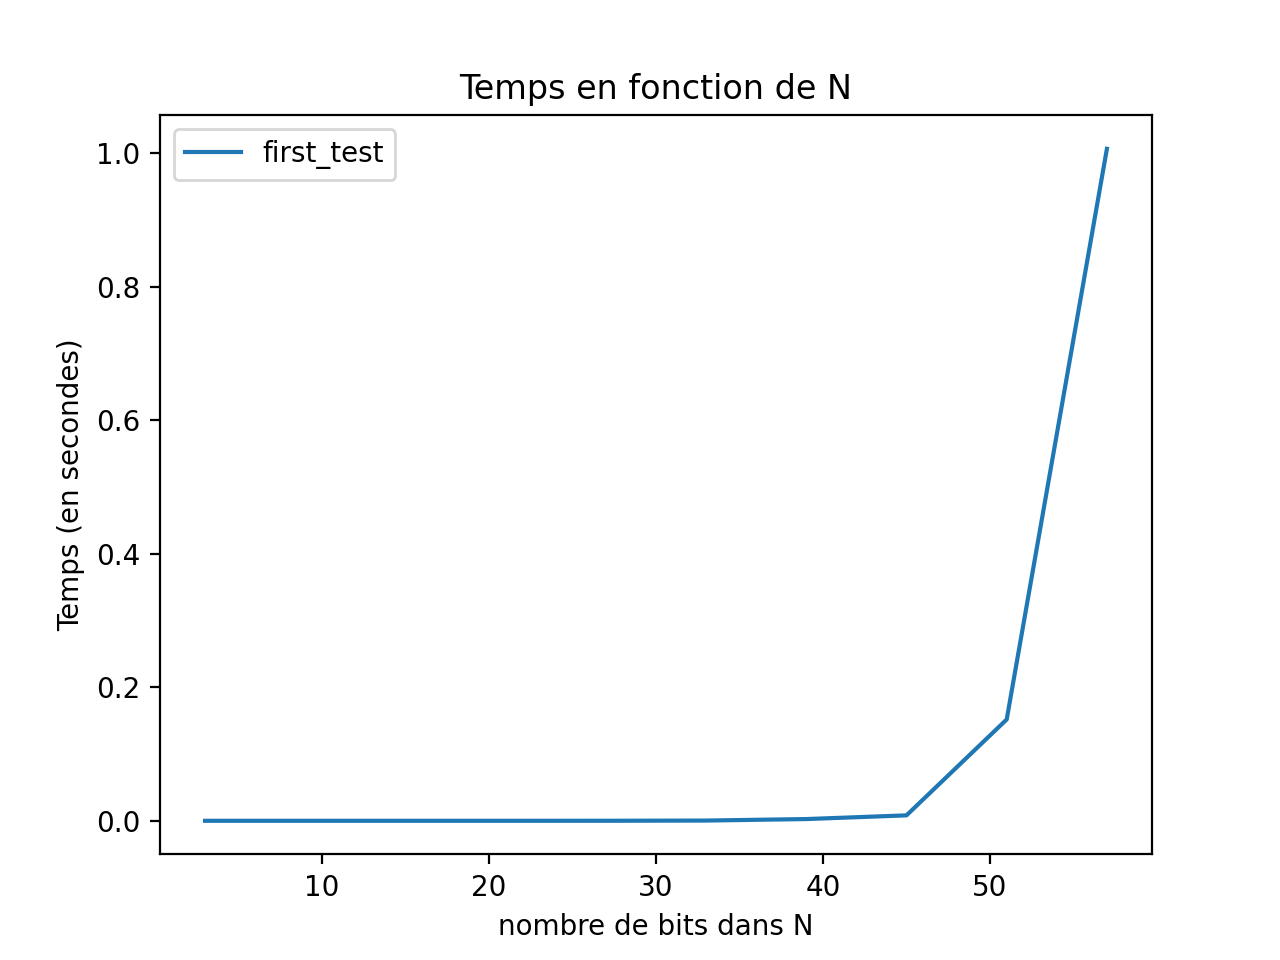 Temps en fonction de N
first_test
1.0
0.8
0.6
0.4
0.2
0.0
Temps (en secondes)
10 20 30 40 50
nombre de bits dans N